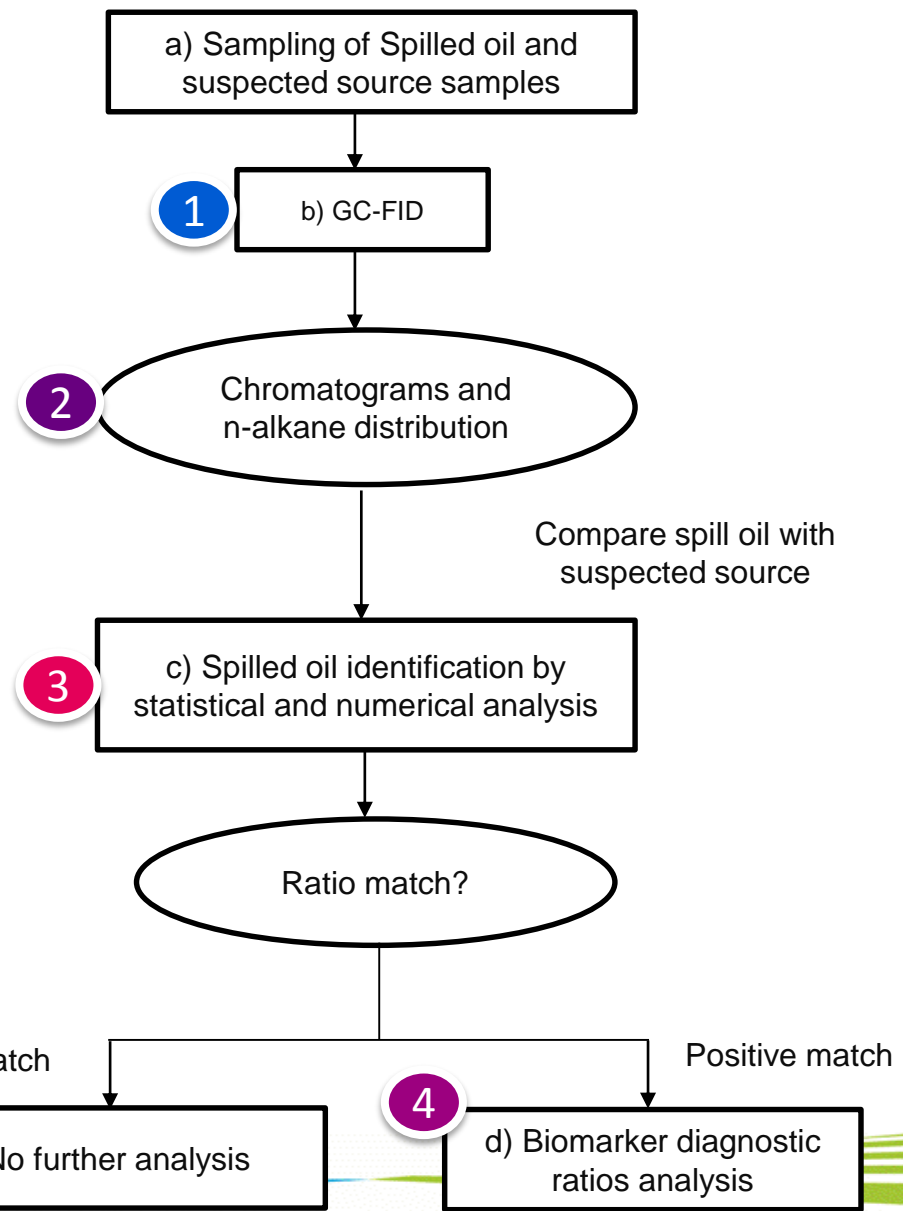 a) Sampling of Spilled oil and
suspected source samples
1
b) GC-FID
2
Chromatograms and
n-alkane distribution
Compare spill oil with
suspected source
3
c) Spilled oil identification by
statistical and numerical analysis
Ratio match?
Positive match
further analysis
4
d) Biomarker diagnostic
ratios analysis